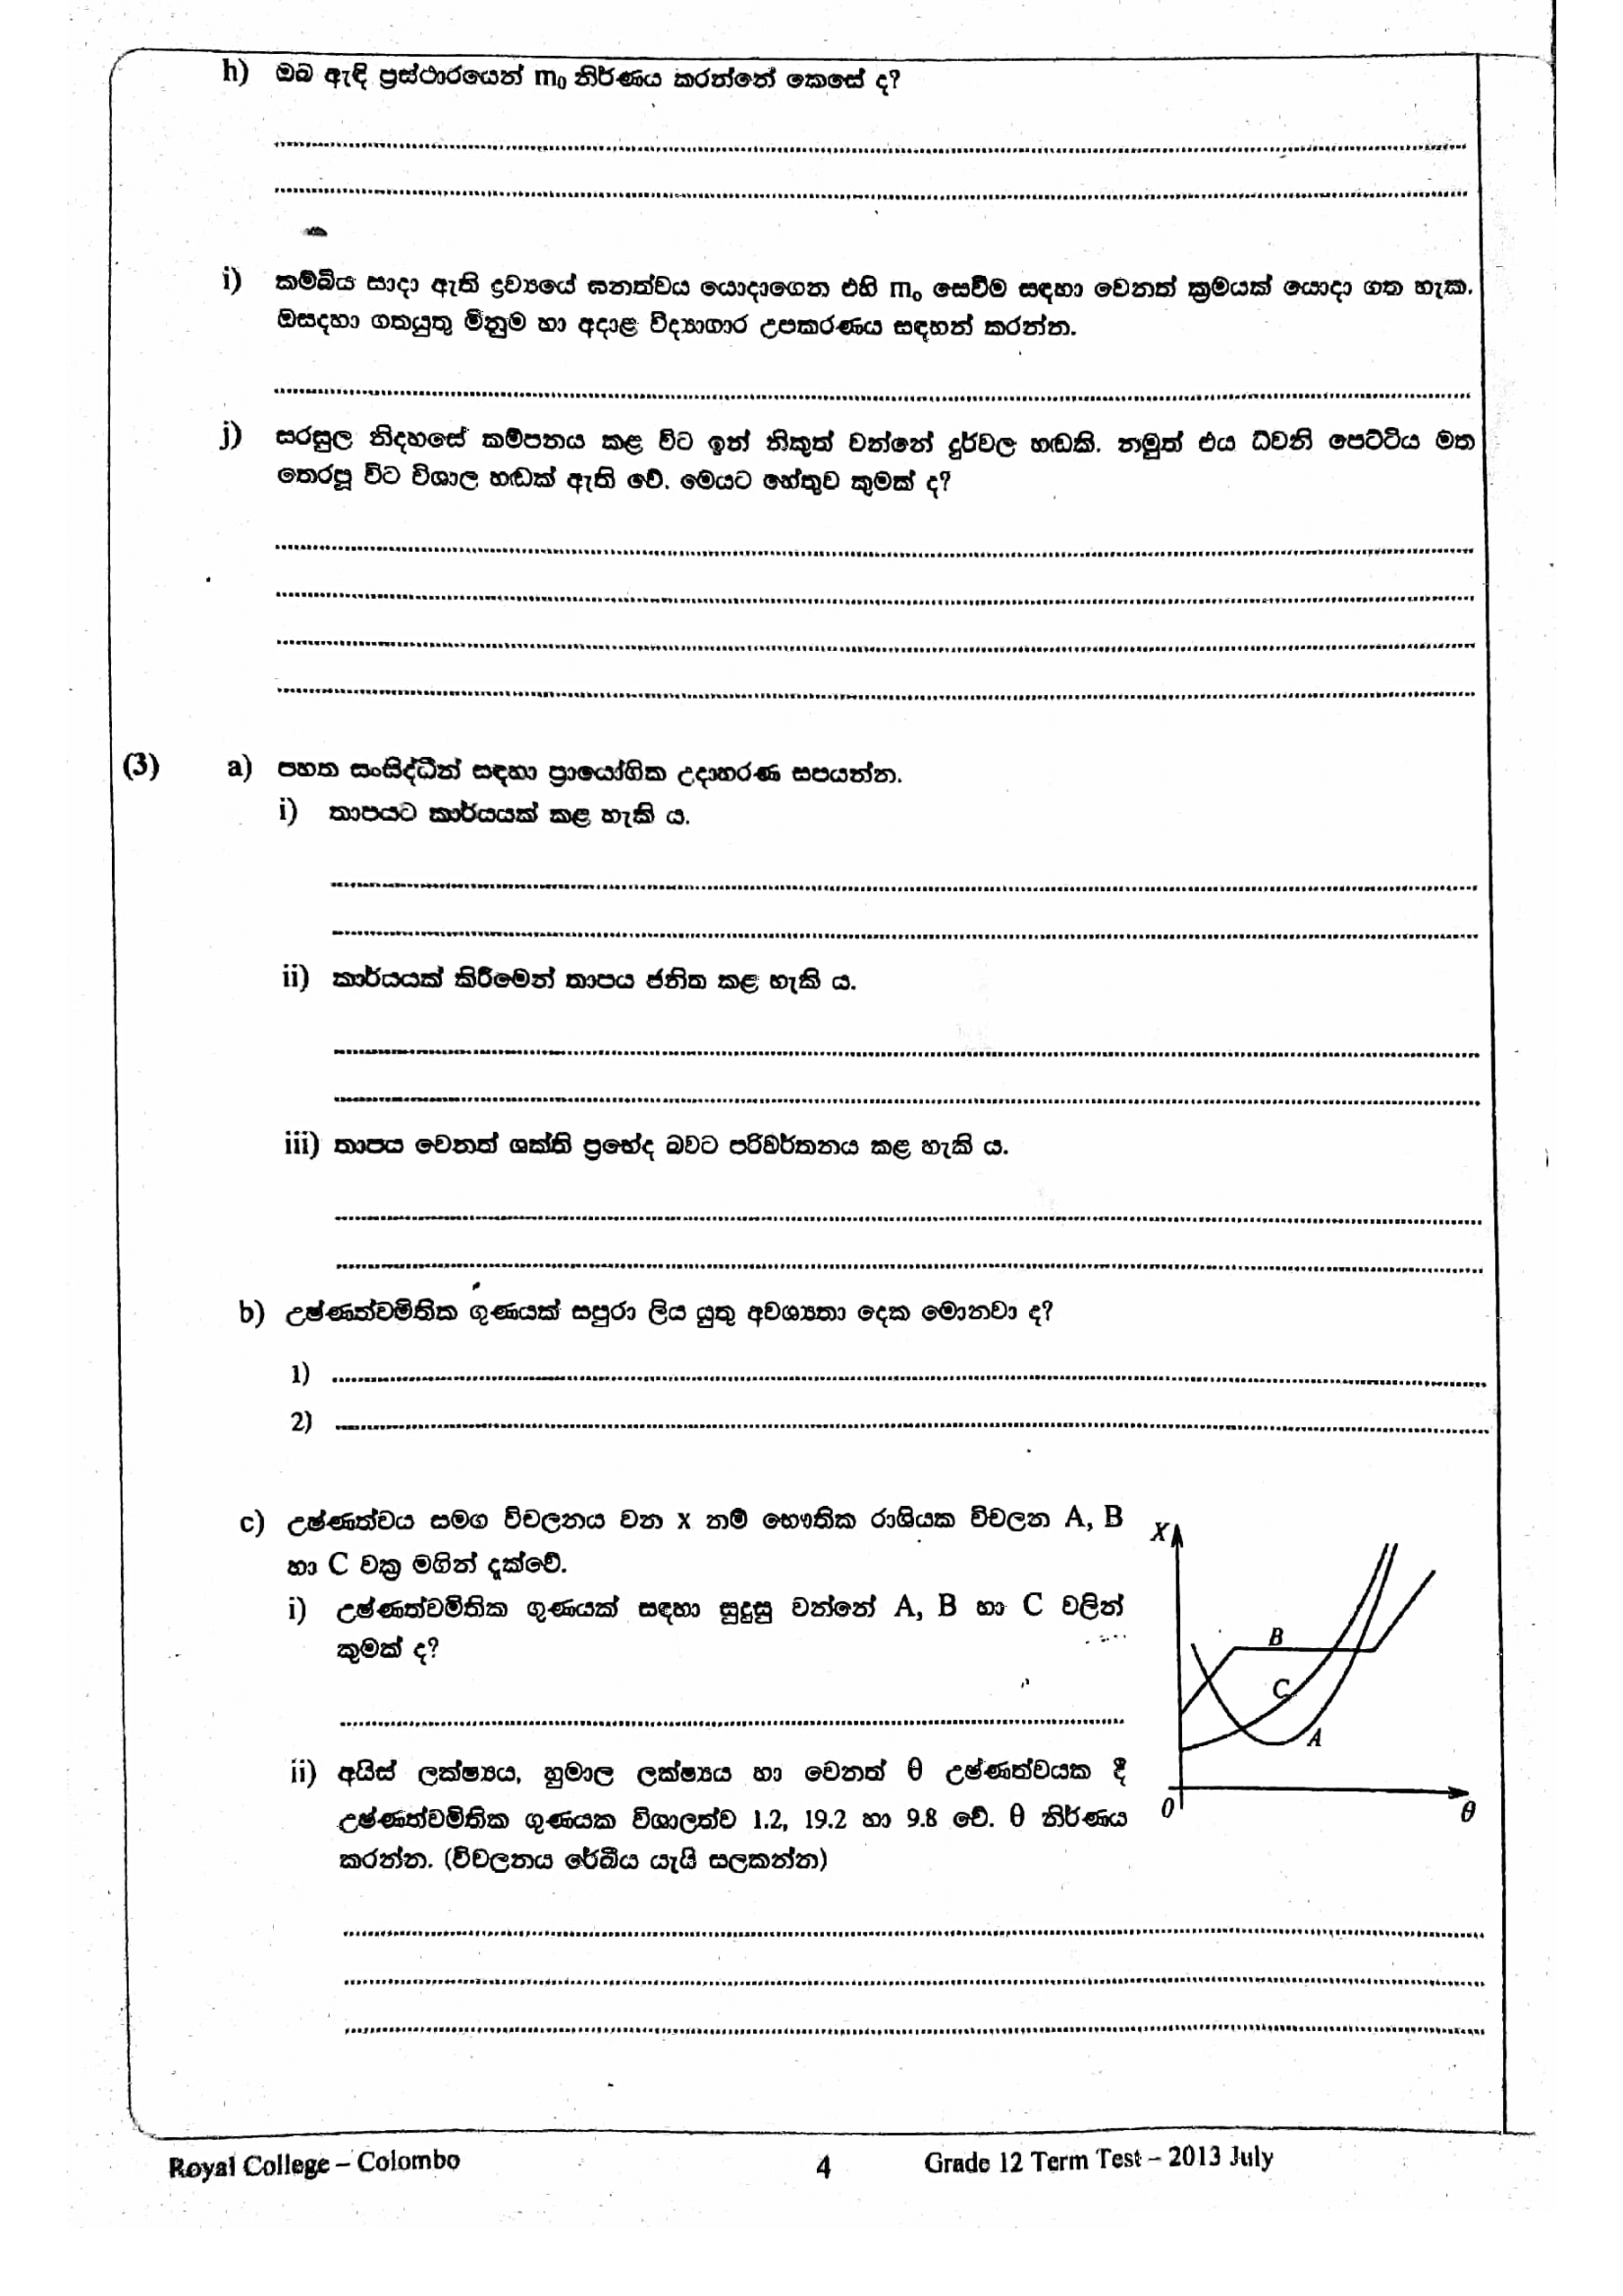 h) ඔබ ඇඳි ප්‍රස්ථාරයෙන් m₀ නිර්ණය කරන්නේ කෙසේ ද?
i) කම්බිය සාදා ඇති ද්‍රව්‍යයේ ඝනත්වය යොදාගෙන එහි m₀ සෙවීම සඳහා වෙනත් ක්‍රමයක් යොදා ගත හැක.
ඔසදහා ගතයුතු මිනුම හා අදාළ විද්‍යාගාර උපකරණය සඳහන් කරන්න.
j) සරසුල නිදහසේ කම්පනය කළ විට ඉන් නිකුත් වන්නේ දුර්වල හඬකි. නමුත් එය ධ්වනි පෙට්ටිය මත
තෙරපූ විට විශාල හඬක් ඇති වේ. මෙයට හේතුව කුමක් ද?
(3) a) පහත සංසිද්ධීන් සඳහා ප්‍රායෝගික උදාහරණ සපයන්න.
i) තාපයට කාර්යයක් කළ හැකි ය.
ii) කාර්යයක් කිරීමෙන් තාපය ජනිත කළ හැකි ය.
iii) තාපය වෙනත් ශක්ති ප්‍රභේද බවට පරිවර්තනය කළ හැකි ය.
b) උෂ්ණත්වමිතික ගුණයක් සපුරා ලිය යුතු අවශ්‍යතා දෙක මොනවා ද?
1)
2)
c) උෂ්ණත්වය සමග විචලනය වන x නම් භෞතික රාශියක විචලන A, B
හා C වක්‍ර මගින් දැක්වේ.
i) උෂ්ණත්වමිතික ගුණයක් සඳහා සුදුසු වන්නේ A, B හා C වලින්
කුමක් ද?
X
B
C
A
0
θ
ii) අයිස් ලක්ෂ්‍යය, හුමාල ලක්ෂ්‍යය හා වෙනත් θ උෂ්ණත්වයක දී
උෂ්ණත්වමිතික ගුණයක විශාලත්ව 1.2, 19.2 හා 9.8 වේ. θ නිර්ණය
කරන්න. (විචලනය රේඛීය යැයි සලකන්න)
Royal College – Colombo 4 Grade 12 Term Test – 2013 July